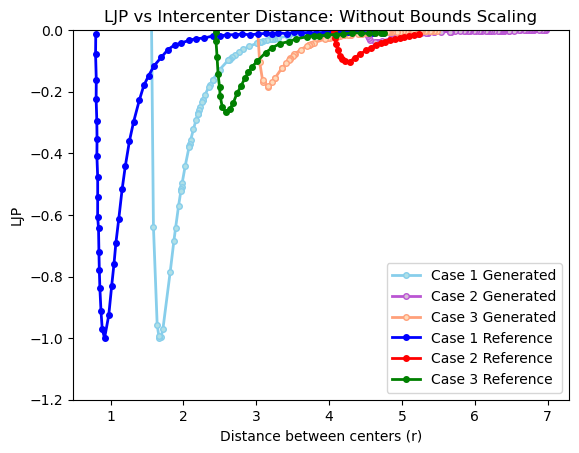 LJP vs Intercenter Distance: Without Bounds Scaling
0.0
−0.2
−0.4
−0.6
−0.8
−1.0
−1.2
LJP
Case 1 Generated
Case 2 Generated
Case 3 Generated
Case 1 Reference
Case 2 Reference
Case 3 Reference
1 2 3 4 5 6 7
Distance between centers (r)